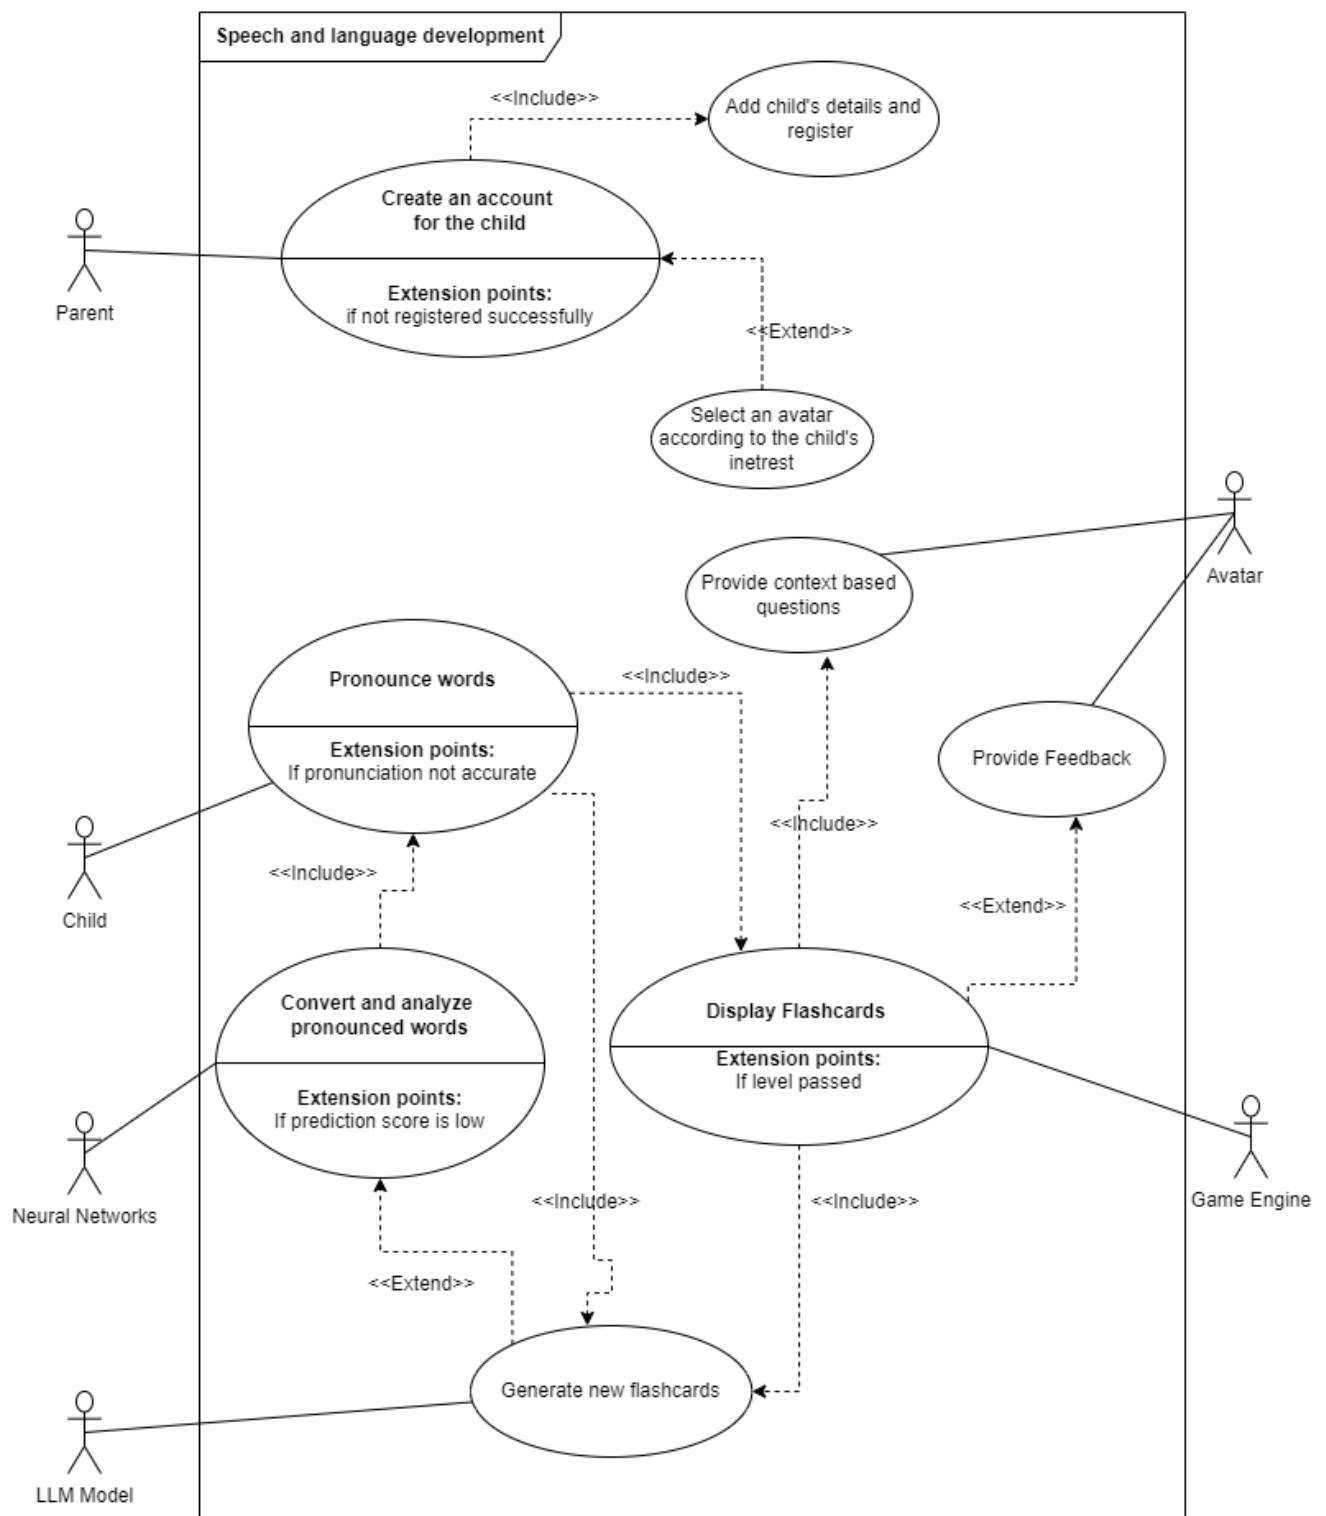 Speech and language development
<<Include>>
Add child's details and
register
Create an account
for the child
Extension points:
if not registered successfully
Parent
<<Extend>>
Select an avatar
according to the child's
inetrest
Avatar
Provide context based
questions
Pronounce words
Extension points:
If pronunciation not accurate
<<Include>>
Provide Feedback
<<Include>>
<<Include>>
Child
<<Extend>>
Convert and analyze
pronounced words
Extension points:
If prediction score is low
Display Flashcards
Extension points:
If level passed
Neural Networks
Game Engine
<<Include>>
<<Include>>
<<Extend>>
Generate new flashcards
LLM Model